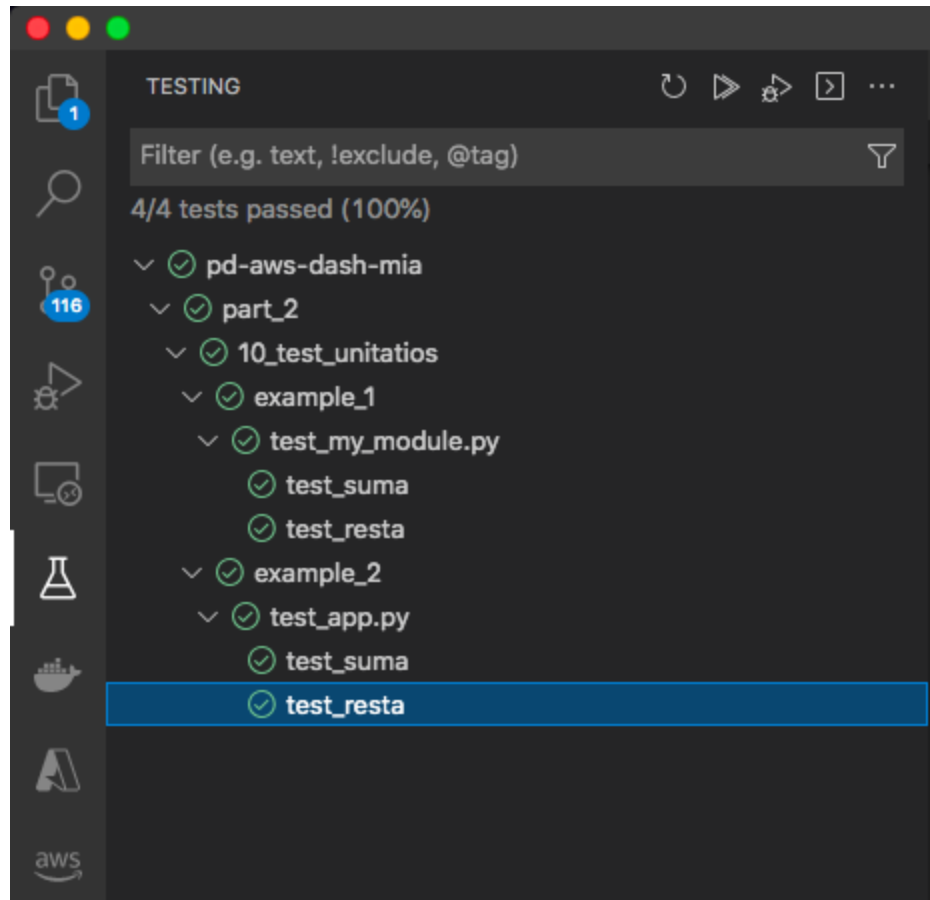 TESTING
Filter (e.g. text, !exclude, @tag)
4/4 tests passed (100%)
pd-aws-dash-mia
part_2
10_test_unitatios
example_1
test_my_module.py
test_suma
test_resta
example_2
test_app.py
test_suma
test_resta
1
116
aws